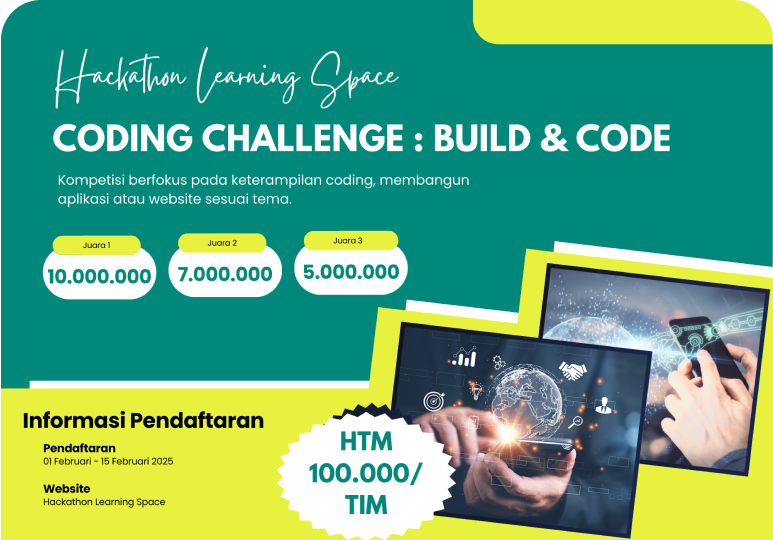 Hackathon Learning Space
CODING CHALLENGE : BUILD & CODE
Kompetisi berfokus pada keterampilan coding, membangun
aplikasi atau website sesuai tema.
Juara 1
10.000.000
Juara 2
7.000.000
Juara 3
5.000.000
Informasi Pendaftaran
Pendaftaran
01 Februari - 15 Februari 2025
Website
Hackathon Learning Space
HTM
100.000/
TIM